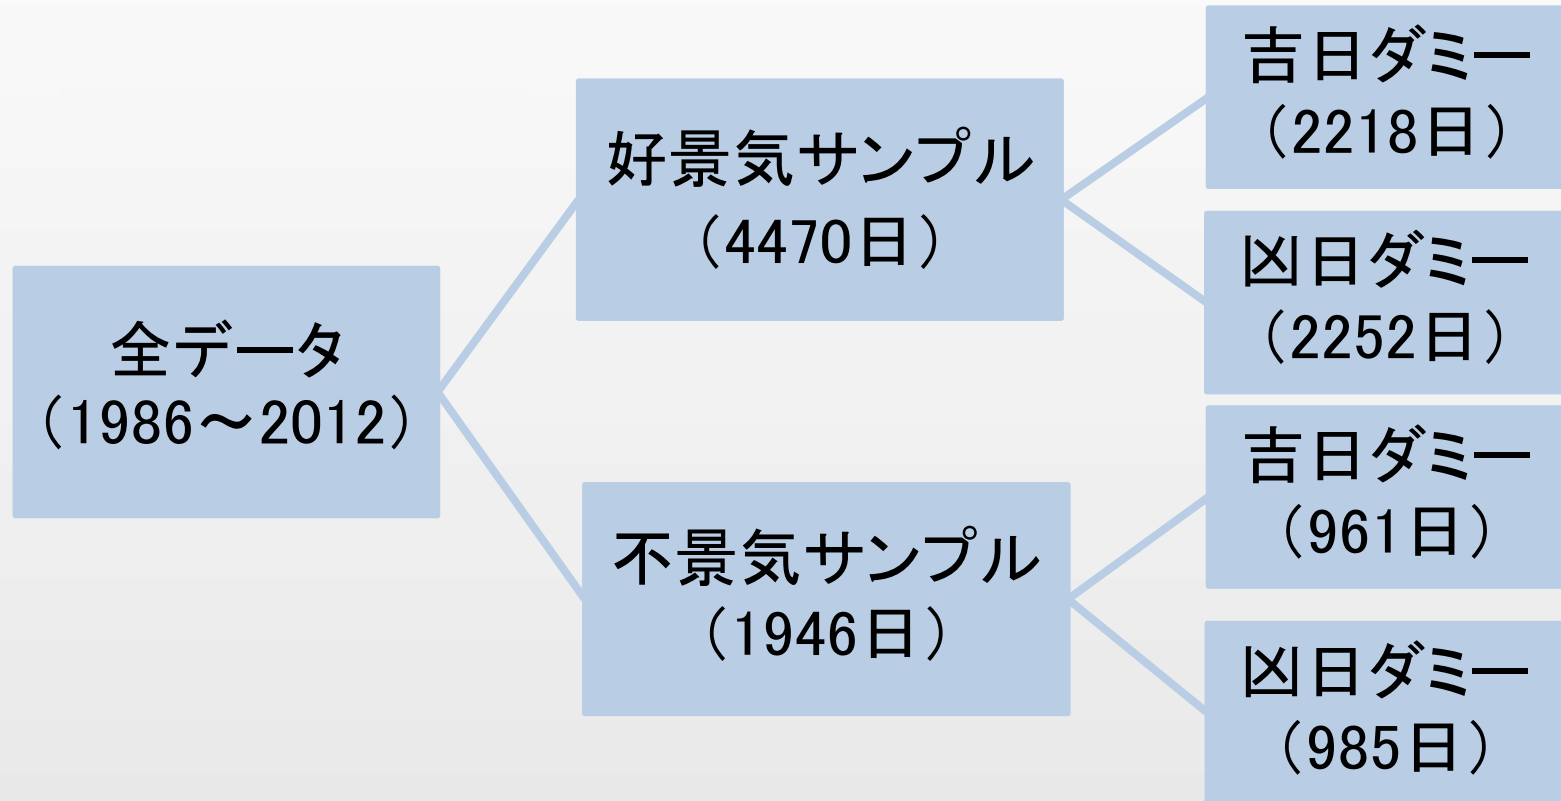 全データ
（1986～2012）
好景気サンプル
（4470日）
不景気サンプル
（1946日）
吉日ダミー
（2218日）
凶日ダミー
（2252日）
吉日ダミー
（961日）
凶日ダミー
（985日）